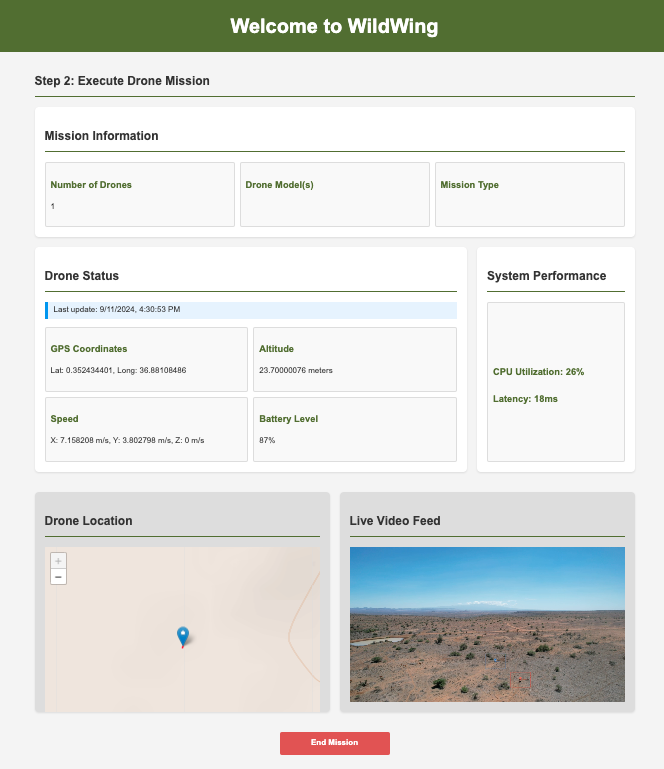 Welcome to WildWing
Step 2: Execute Drone Mission
Mission Information
Number of Drones
1
Drone Model(s)
Mission Type
Drone Status
Last update: 9/11/2024, 4:30:53 PM
GPS Coordinates
Lat: 0.352434401, Long: 36.88108486
Altitude
23.70000076 meters
Speed
X: 7.158208 m/s, Y: 3.802798 m/s, Z: 0 m/s
Battery Level
87%
System Performance
CPU Utilization: 26%
Latency: 18ms
Drone Location
+
−
Live Video Feed
End Mission